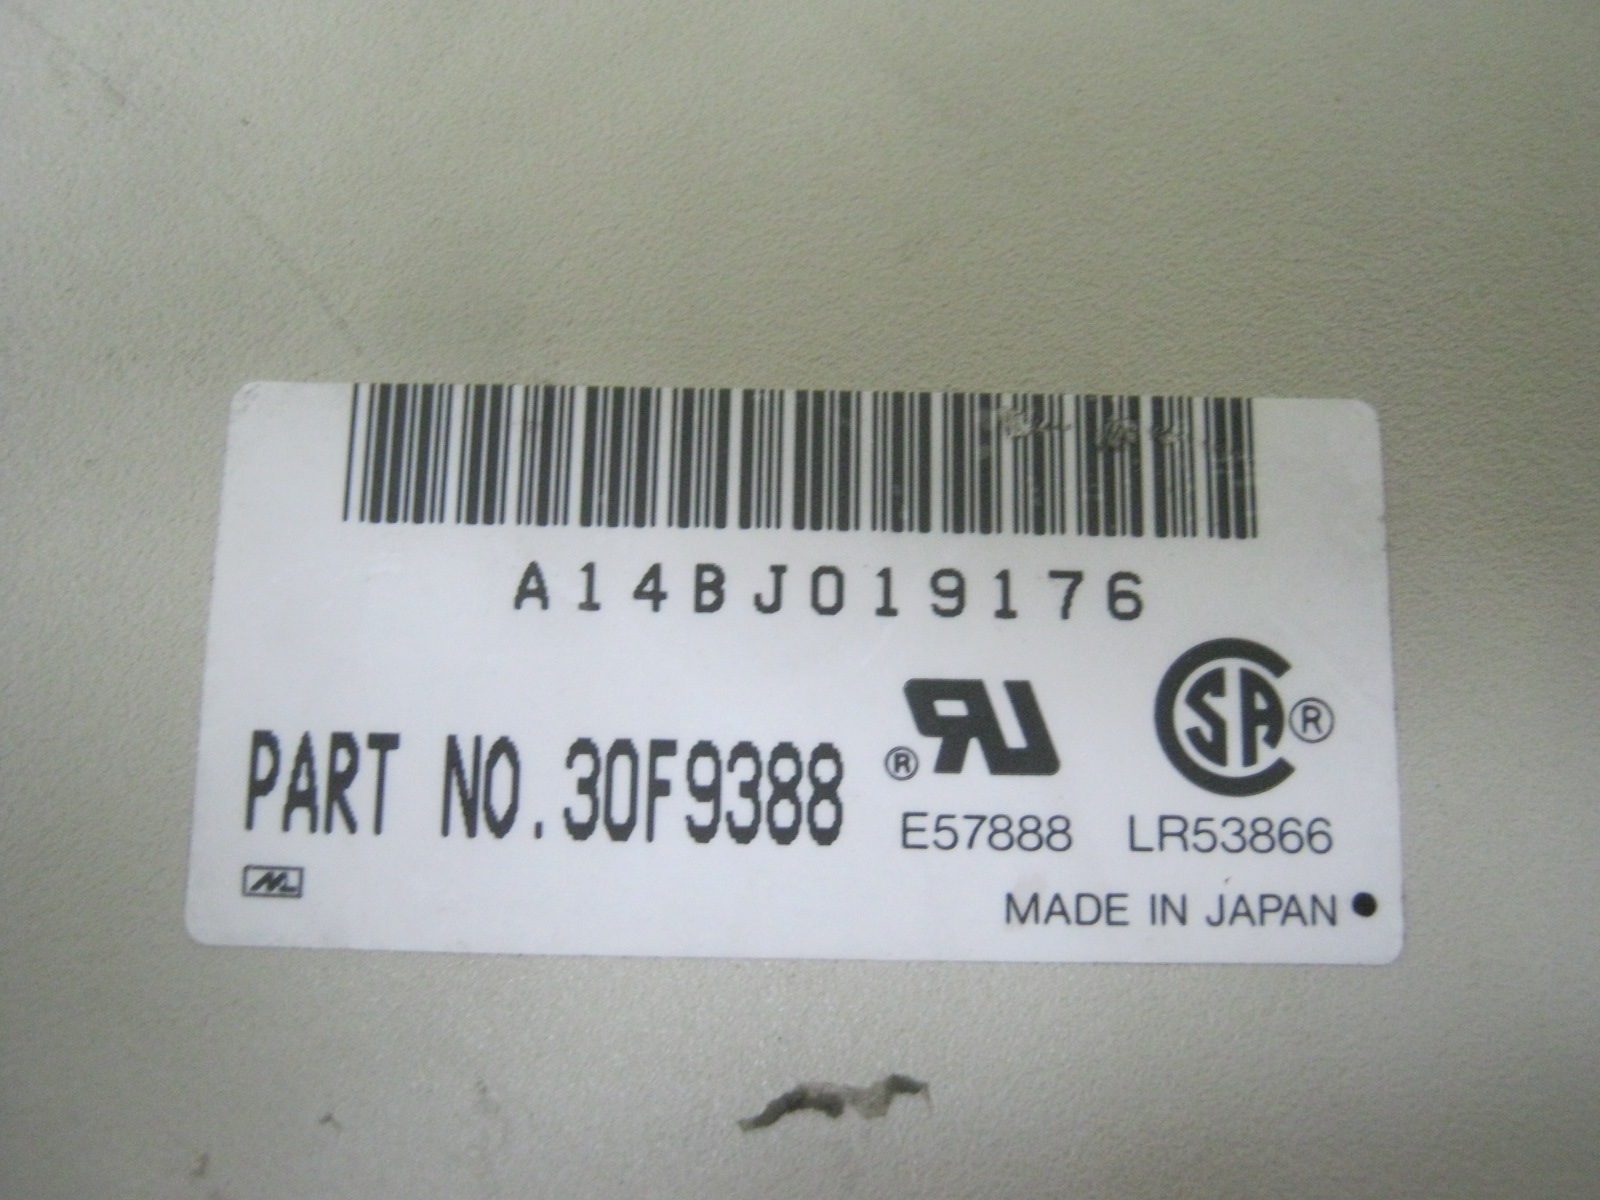 A14BJ019176
PART NO.30F9388
E57888
LR53866
MADE IN JAPAN